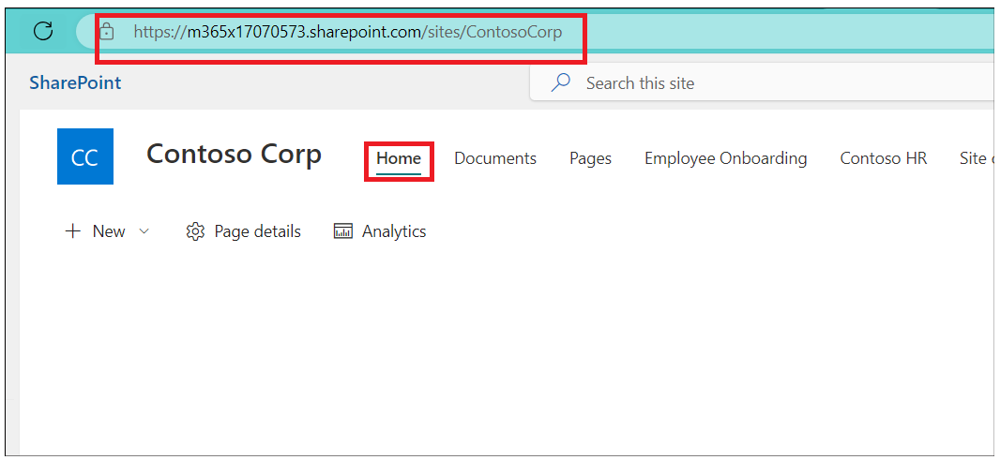 https://m365x17070573.sharepoint.com/sites/ContosoCorp
SharePoint Search this site
CC Contoso Corp Home Documents Pages Employee Onboarding Contoso HR Site
New Page details Analytics